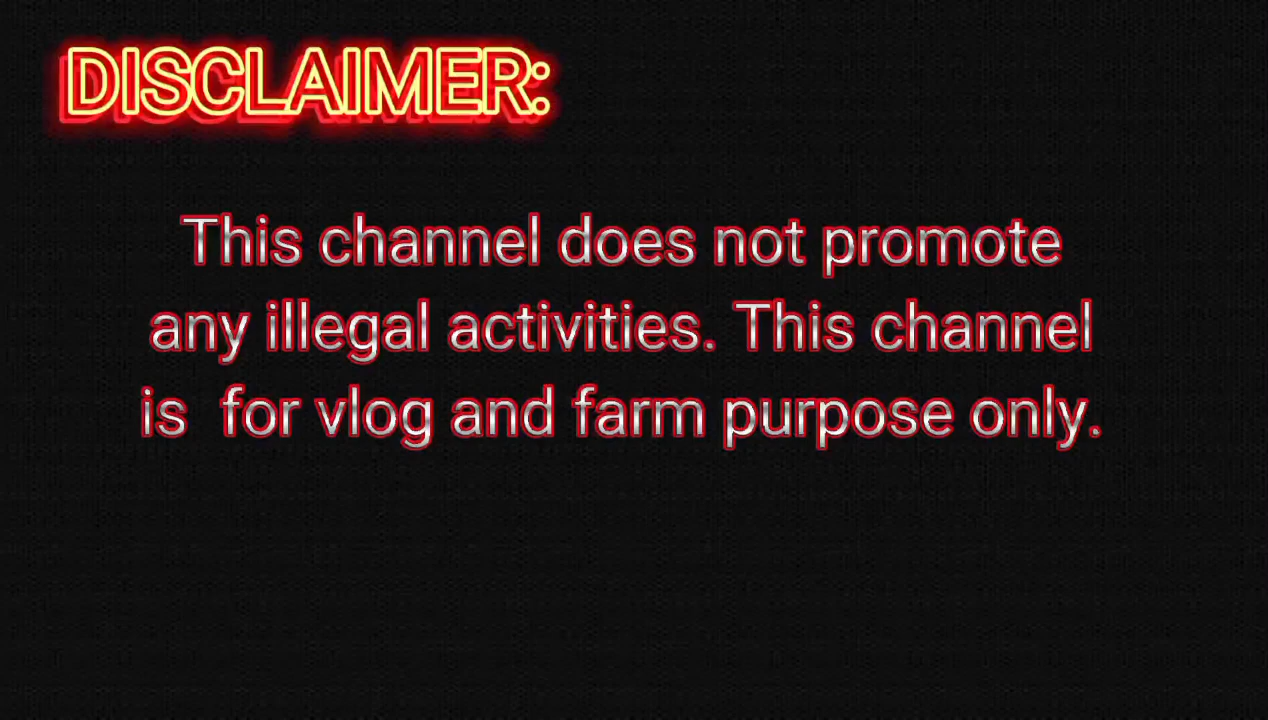 DISCLAIMER:
This channel does not promote
any illegal activities. This channel
is  for vlog and farm purpose only.